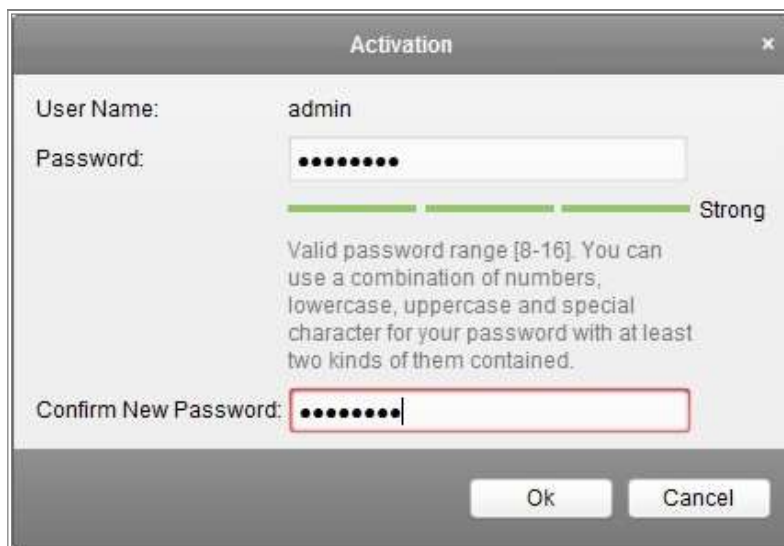 Activation ×
User Name: admin
Password: ••••••••
Strong
Valid password range [8-16]. You can
use a combination of numbers,
lowercase, uppercase and special
character for your password with at least
two kinds of them contained.
Confirm New Password: ••••••••
Ok Cancel